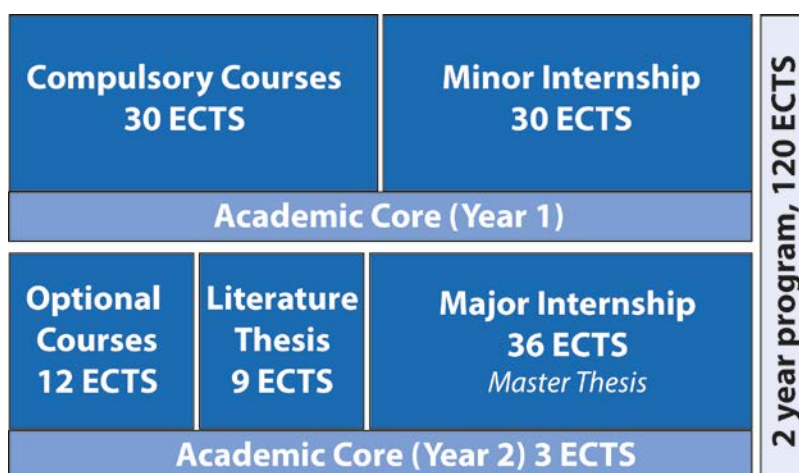 Compulsory Courses
30 ECTS
Minor Internship
30 ECTS
Academic Core (Year 1)
Optional
Courses
12 ECTS
Literature
Thesis
9 ECTS
Major Internship
36 ECTS
Master Thesis
Academic Core (Year 2) 3 ECTS
2 year program, 120 ECTS